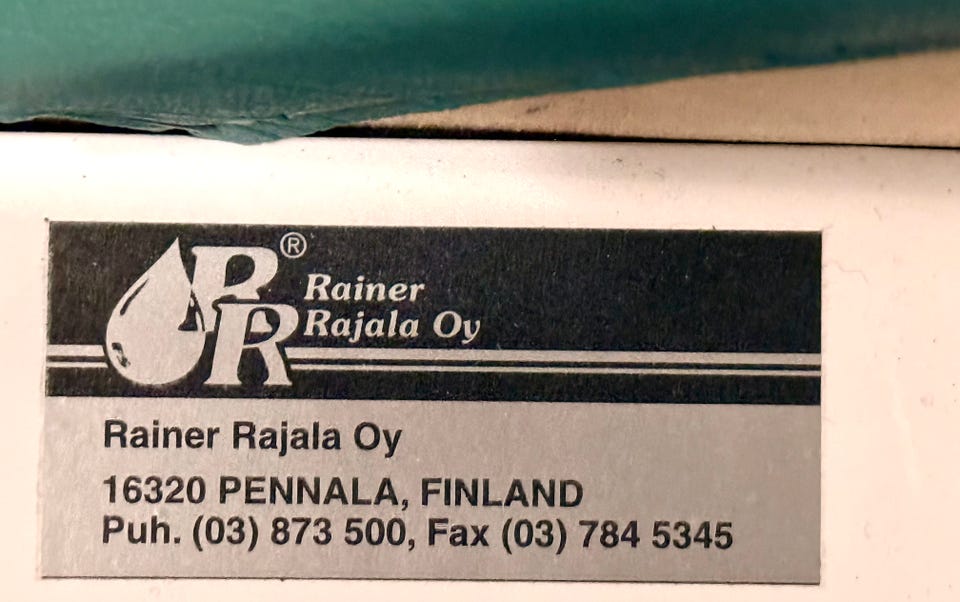 RR®
Rainer
Rajala Oy
Rainer Rajala Oy
16320 PENNALA, FINLAND
Puh. (03) 873 500, Fax (03) 784 5345